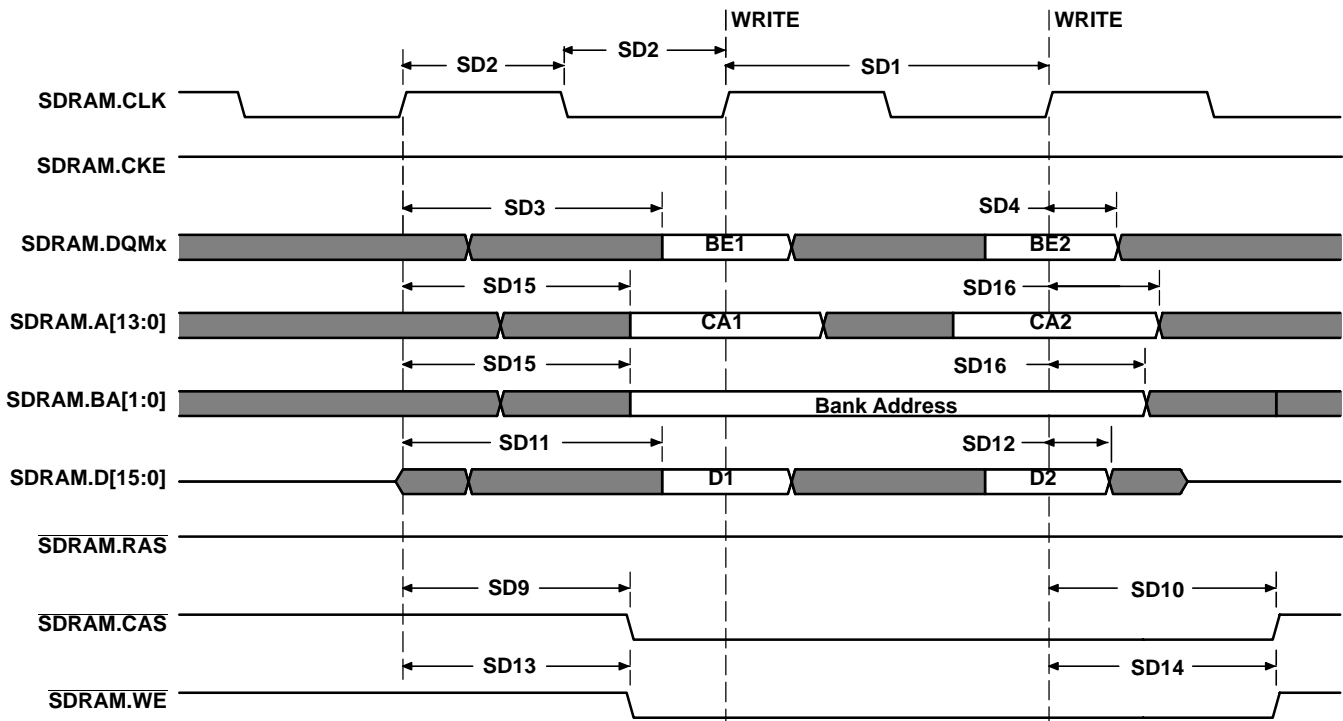 WRITE WRITE
SD2 SD2 SD1
SDRAM.CLK
SDRAM.CKE
SD3 SD4
SDRAM.DQMx BE1 BE2
SD15 SD16
SDRAM.A[13:0] CA1 CA2
SD15 SD16
SDRAM.BA[1:0] Bank Address
SD11 SD12
SDRAM.D[15:0] D1 D2
SDRAM.RAS
SD9 SD10
SDRAM.CAS
SD13 SD14
SDRAM.WE